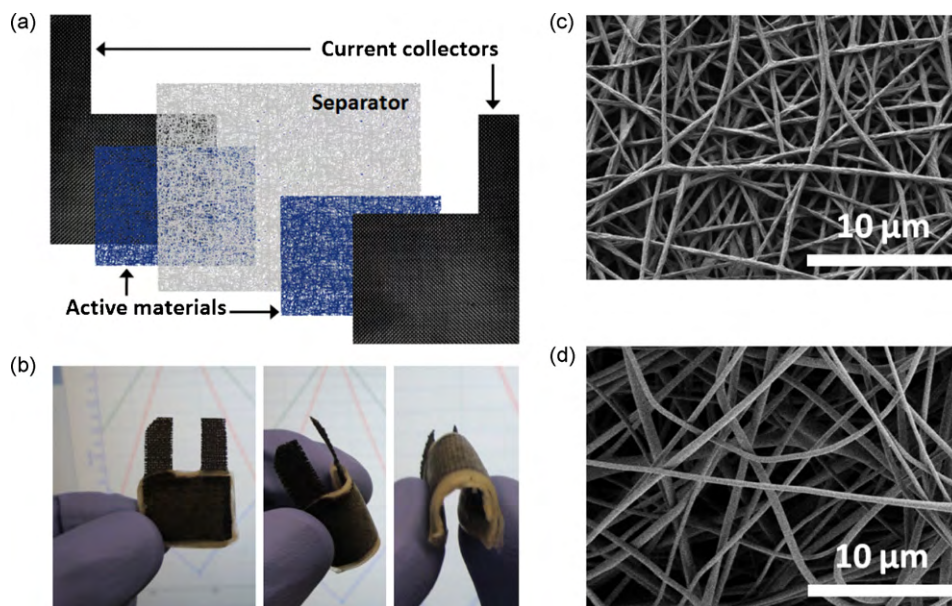 (a)
Current collectors
Separator
Active materials
(b)
(c)
10 µm
(d)
10 µm